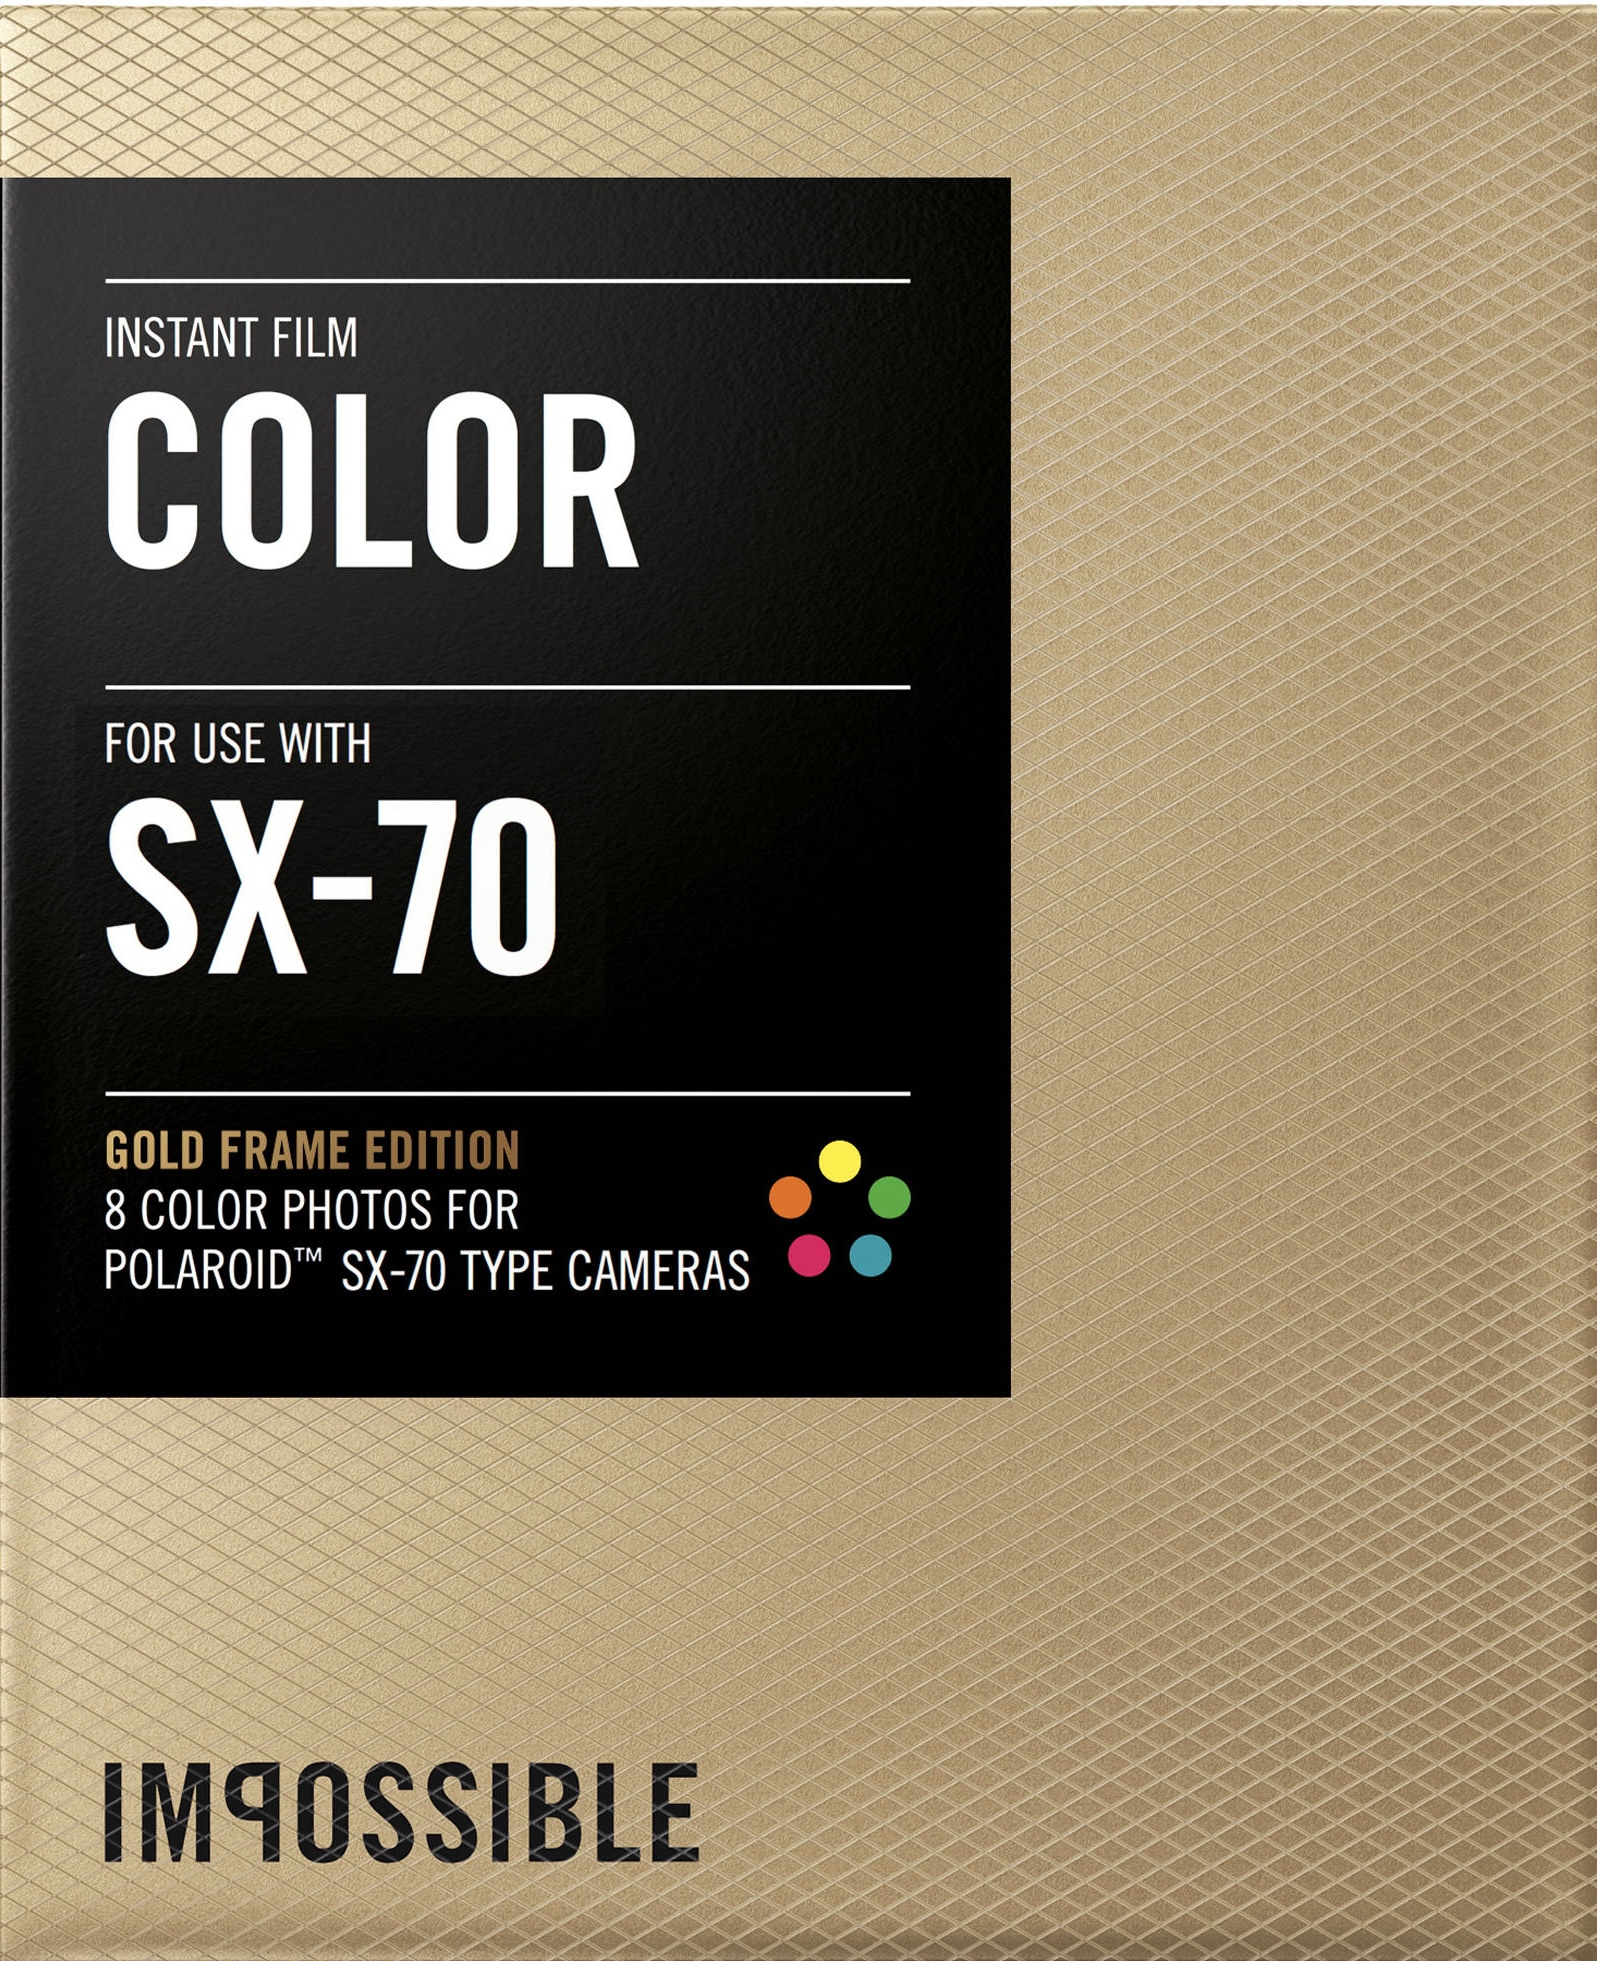 INSTANT FILM
COLOR
FOR USE WITH
SX-70
GOLD FRAME EDITION
8 COLOR PHOTOS FOR
POLAROID™ SX-70 TYPE CAMERAS
IMPOSSIBLE